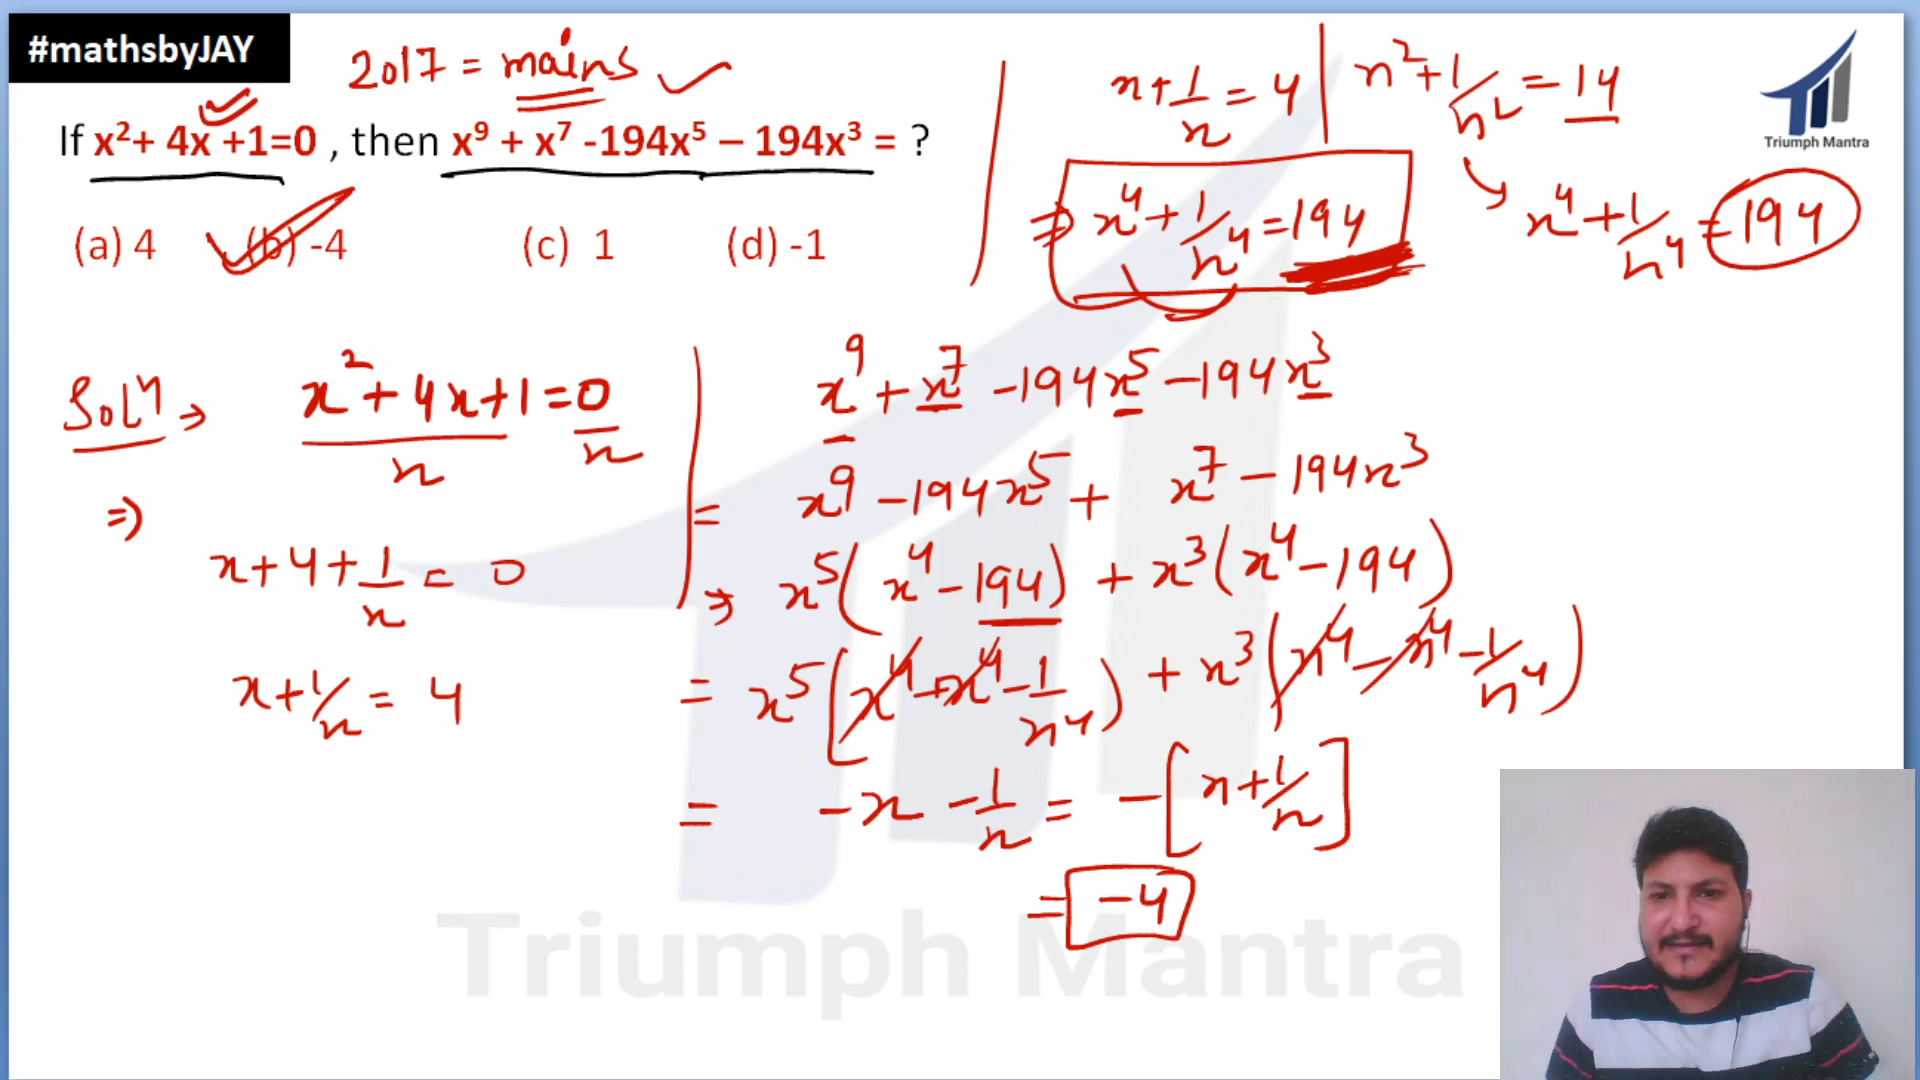 #mathsbyJAY
2017 = mains
If x²+ 4x +1=0 , then x⁹ + x⁷ -194x⁵ – 194x³ = ?
(a) 4 (b) -4 (c) 1 (d) -1
x+1/x = 4
x²+1/x² = 14
⇒ x⁴+1/x⁴ = 194
x⁴+1/x⁴ = 194
Triumph Mantra
Solⁿ ⇒
x²+4x+1/x = 0/x
⇒
x+4+1/x = 0
x+1/x = 4
x⁹ + x⁷ -194x⁵ -194x³
= x⁹ -194x⁵ + x⁷ -194x³
⇒ x⁵(x⁴-194) + x³(x⁴-194)
= x⁵[x⁴-x⁴-1/x⁴) + x³(x⁴-x⁴-1/x⁴)
= -x -1/x = -[x+1/x]
= -4
Triumph Mantra